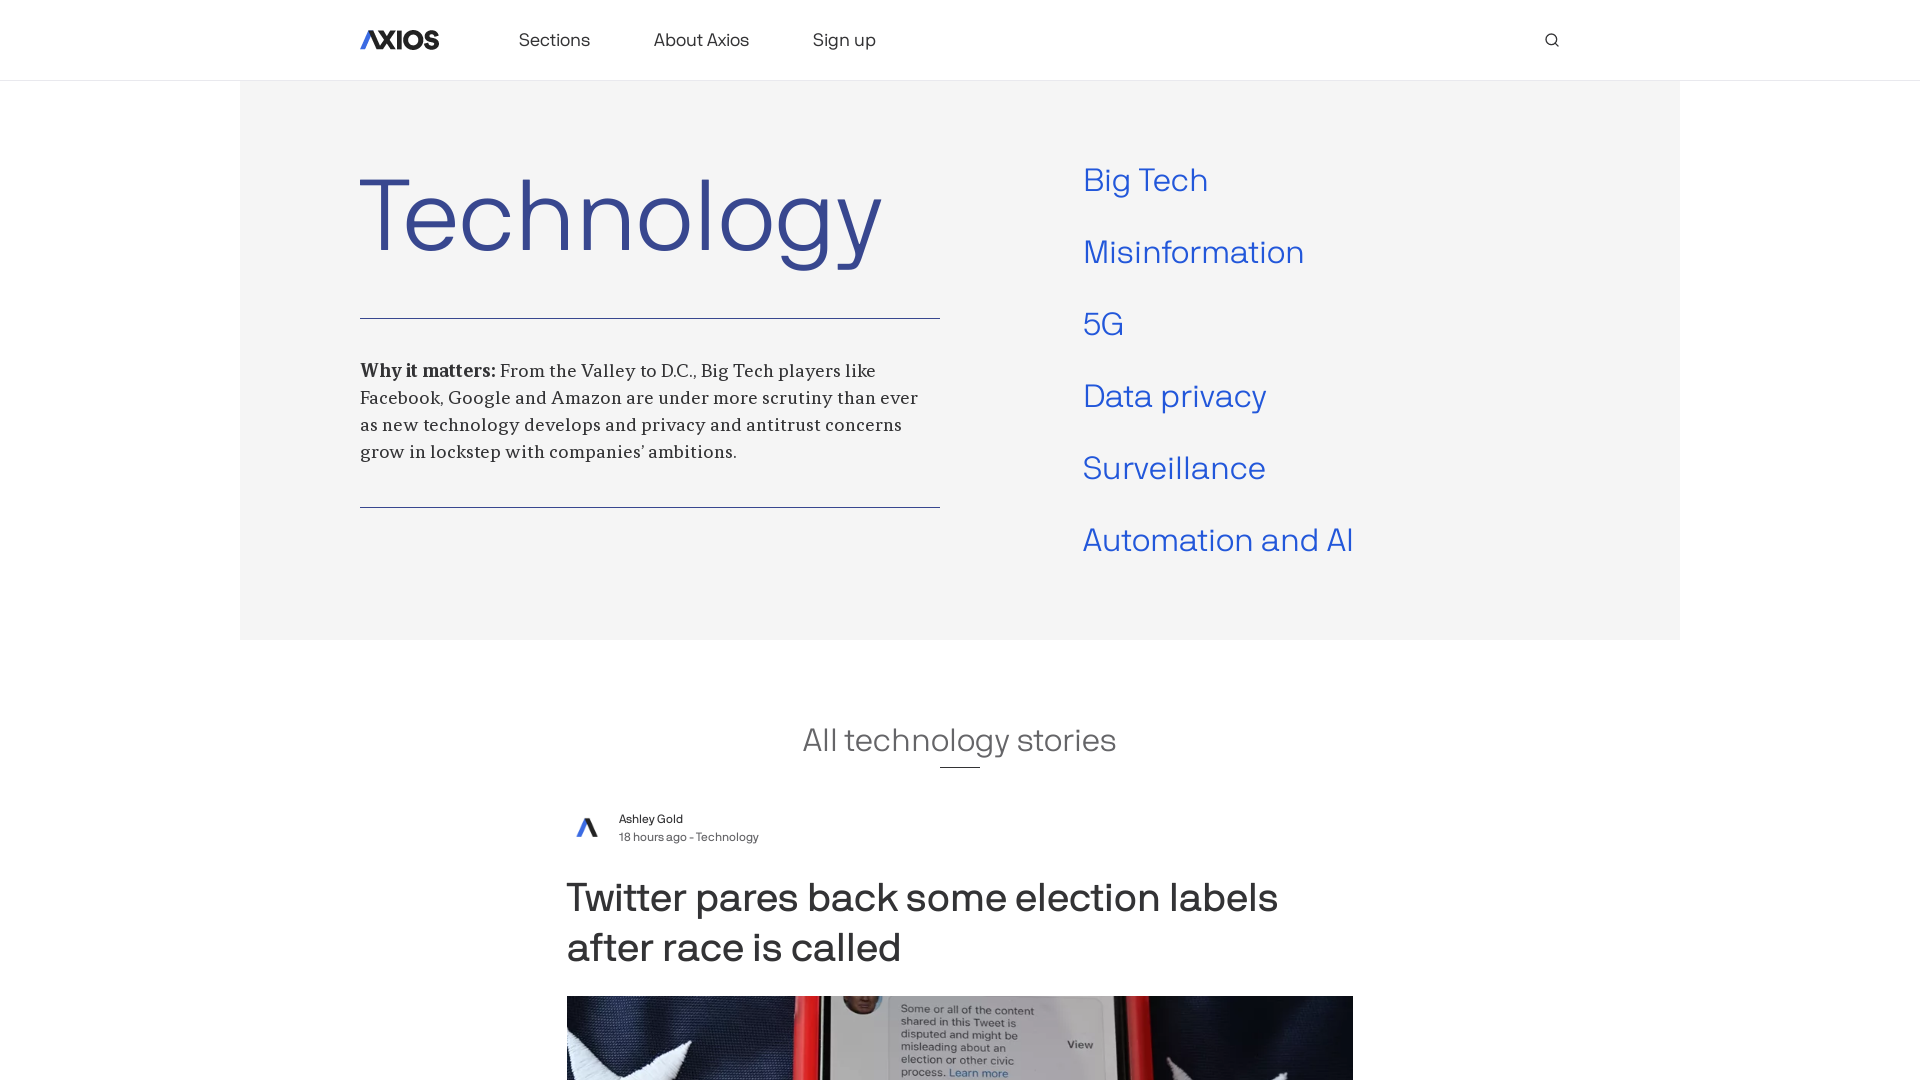 AXIOS
Sections
About Axios
Sign up
Technology
Why it matters: From the Valley to D.C., Big Tech players like
Facebook, Google and Amazon are under more scrutiny than ever
as new technology develops and privacy and antitrust concerns
grow in lockstep with companies’ ambitions.
Big Tech
Misinformation
5G
Data privacy
Surveillance
Automation and AI
All technology stories
Ashley Gold
18 hours ago - Technology
Twitter pares back some election labels
after race is called
Some or all of the content
shared in this Tweet is
disputed and might be
misleading about an
election or other civic
process. Learn more
View